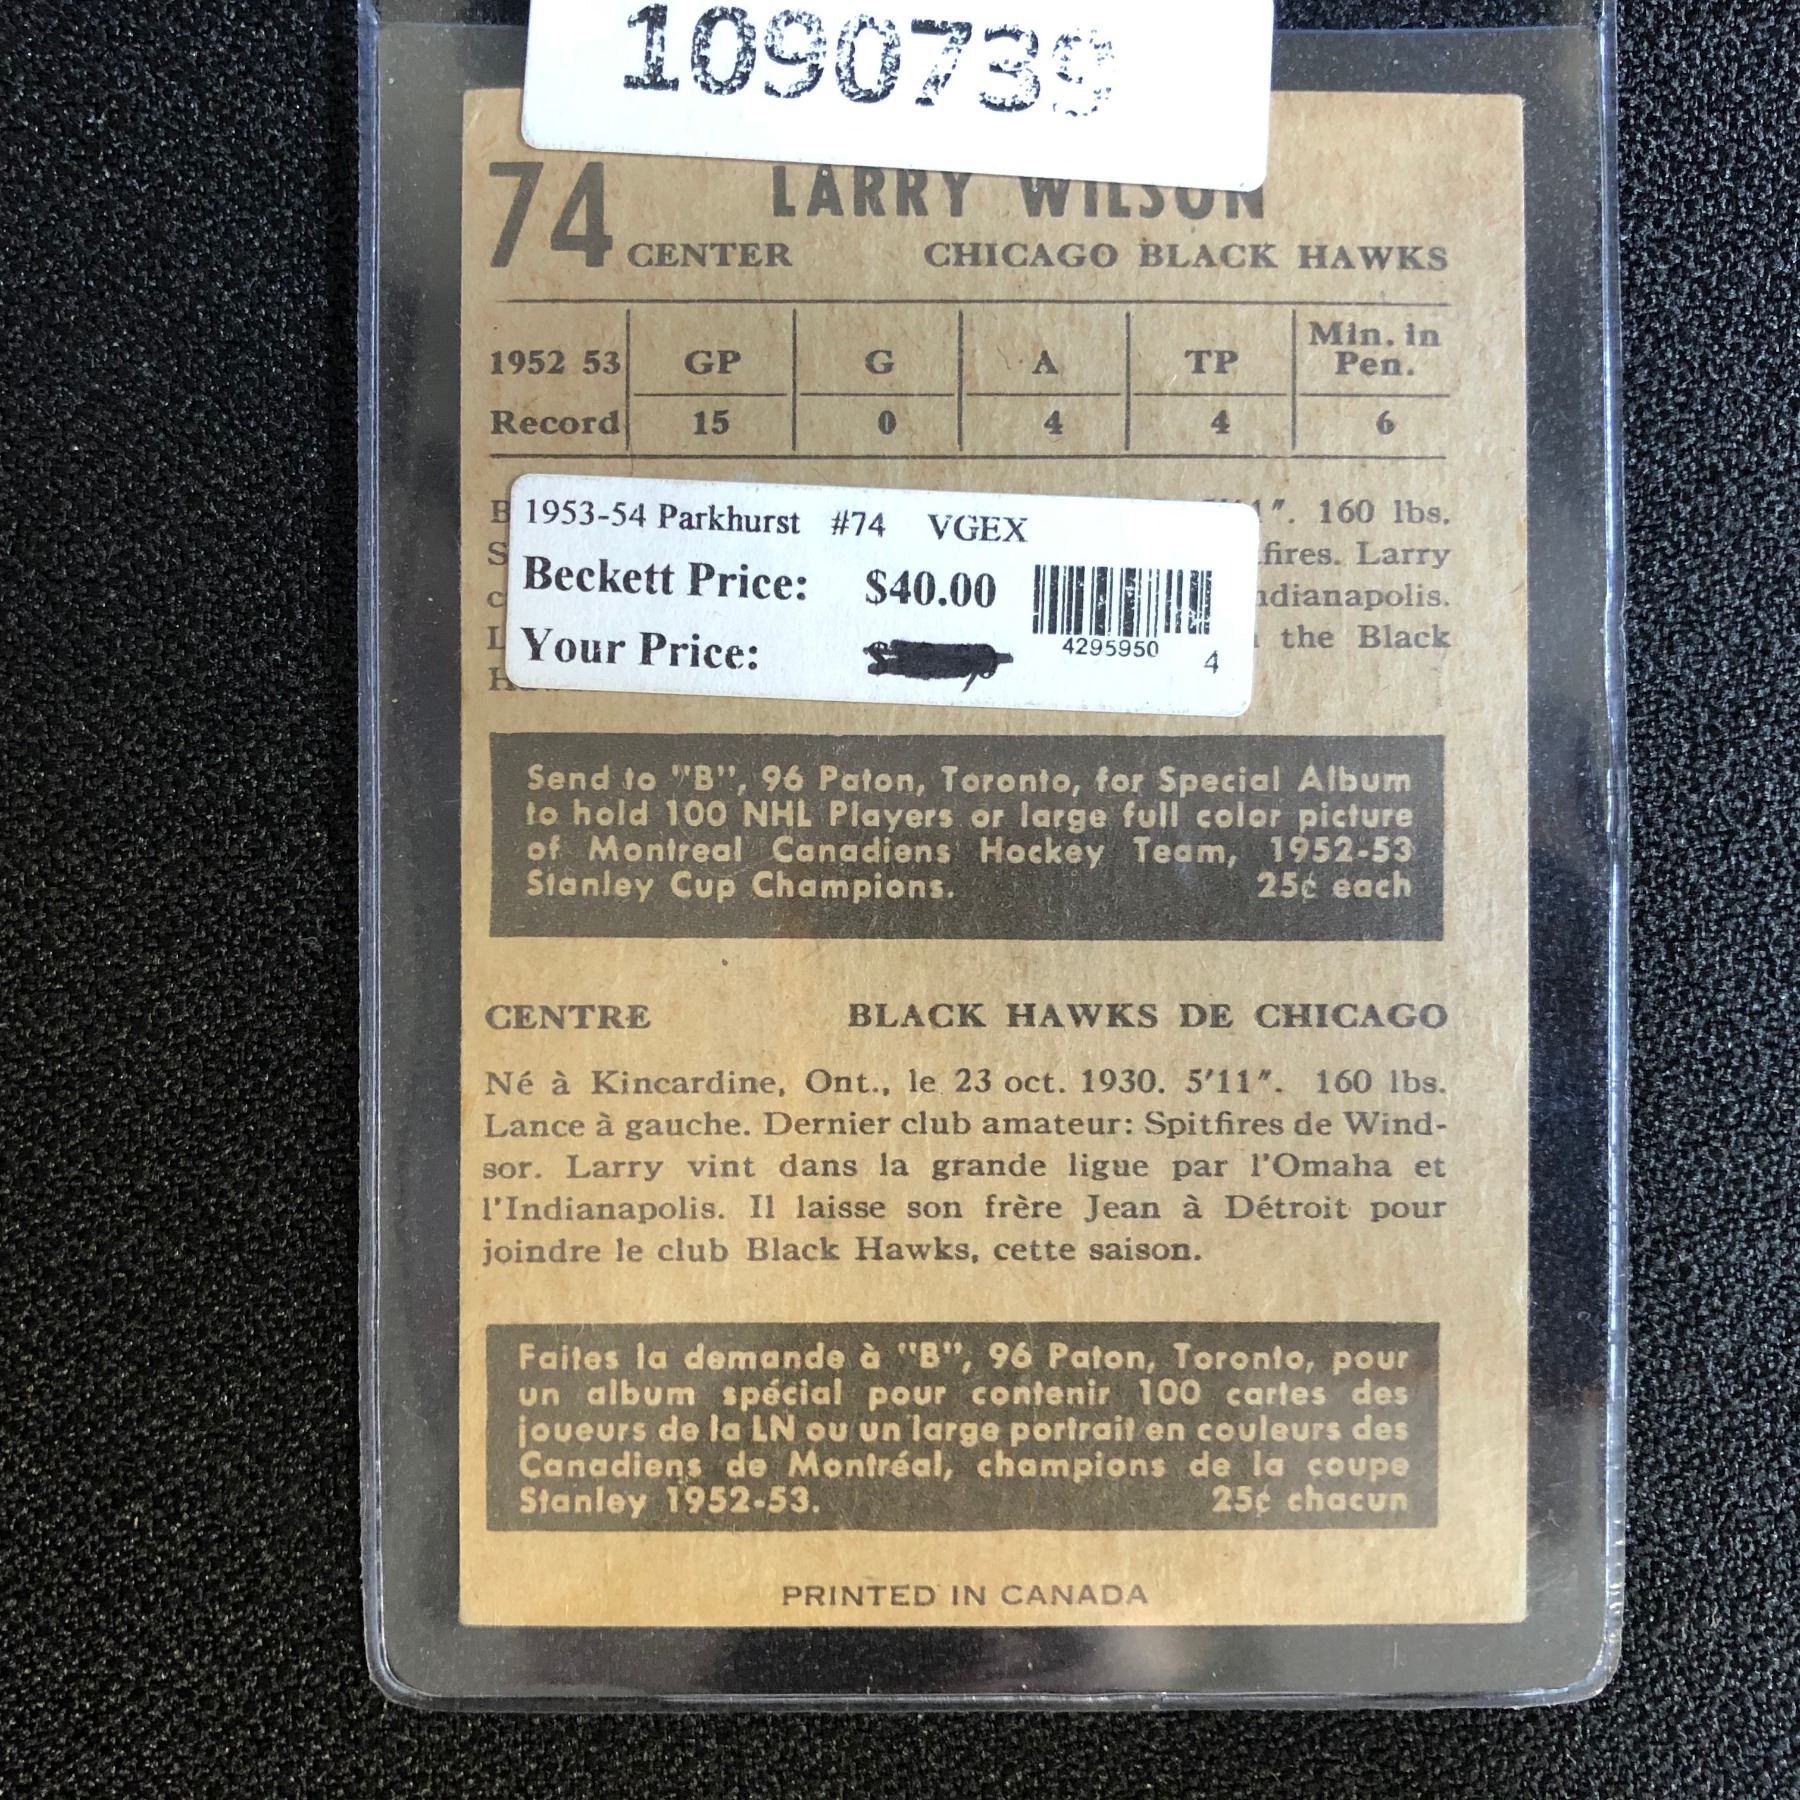 1090739
74 LARRY WILSON
CENTER CHICAGO BLACK HAWKS
1952 53 GP G A TP Min. in Pen.
Record 15 0 4 4 6
160 lbs.
Larry
the Black
1953-54 Parkhurst #74 VGEX
Beckett Price: $40.00
Your Price: $
4295950 4
Send to "B", 96 Paton, Toronto, for Special Album
to hold 100 NHL Players or large full color picture
of Montreal Canadiens Hockey Team, 1952-53
Stanley Cup Champions. 25¢ each
CENTRE BLACK HAWKS DE CHICAGO
Né à Kincardine, Ont., le 23 oct. 1930. 5'11". 160 lbs.
Lance à gauche. Dernier club amateur: Spitfires de Wind-
sor. Larry vint dans la grande ligue par l'Omaha et
l'Indianapolis. Il laisse son frère Jean à Détroit pour
joindre le club Black Hawks, cette saison.
Faites la demande à "B", 96 Paton, Toronto, pour
un album spécial pour contenir 100 cartes des
joueurs de la LN ou un large portrait en couleurs des
Canadiens de Montréal, champions de la coupe
Stanley 1952-53. 25¢ chacun
PRINTED IN CANADA